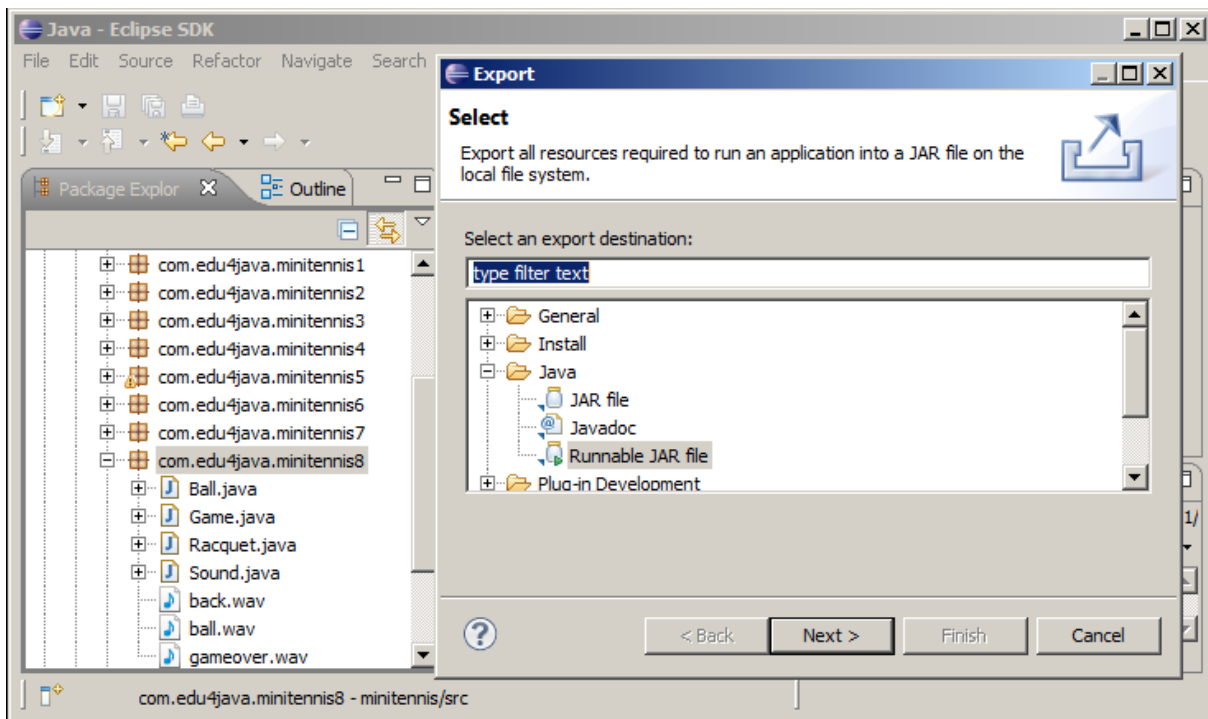 Java - Eclipse SDK
File Edit Source Refactor Navigate Search
Package Explor
Outline
com.edu4java.minitennis1
com.edu4java.minitennis2
com.edu4java.minitennis3
com.edu4java.minitennis4
com.edu4java.minitennis5
com.edu4java.minitennis6
com.edu4java.minitennis7
com.edu4java.minitennis8
Ball.java
Game.java
Racquet.java
Sound.java
back.wav
ball.wav
gameover.wav
com.edu4java.minitennis8 - minitennis/src
Export
Select
Export all resources required to run an application into a JAR file on the
local file system.
Select an export destination:
type filter text
General
Install
Java
JAR file
Javadoc
Runnable JAR file
Plug-in Development
?
< Back
Next >
Finish
Cancel
1/